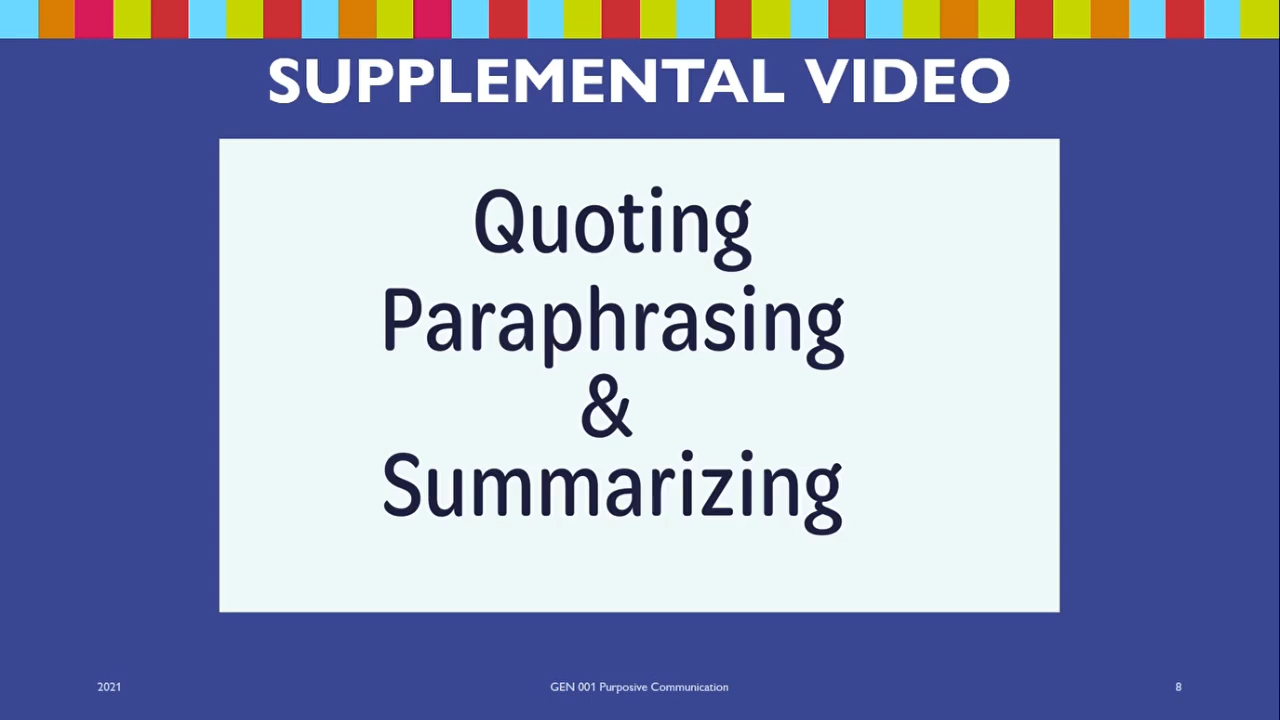 SUPPLEMENTAL VIDEO
Quoting
Paraphrasing
&
Summarizing
2021
GEN 001 Purposive Communication
8